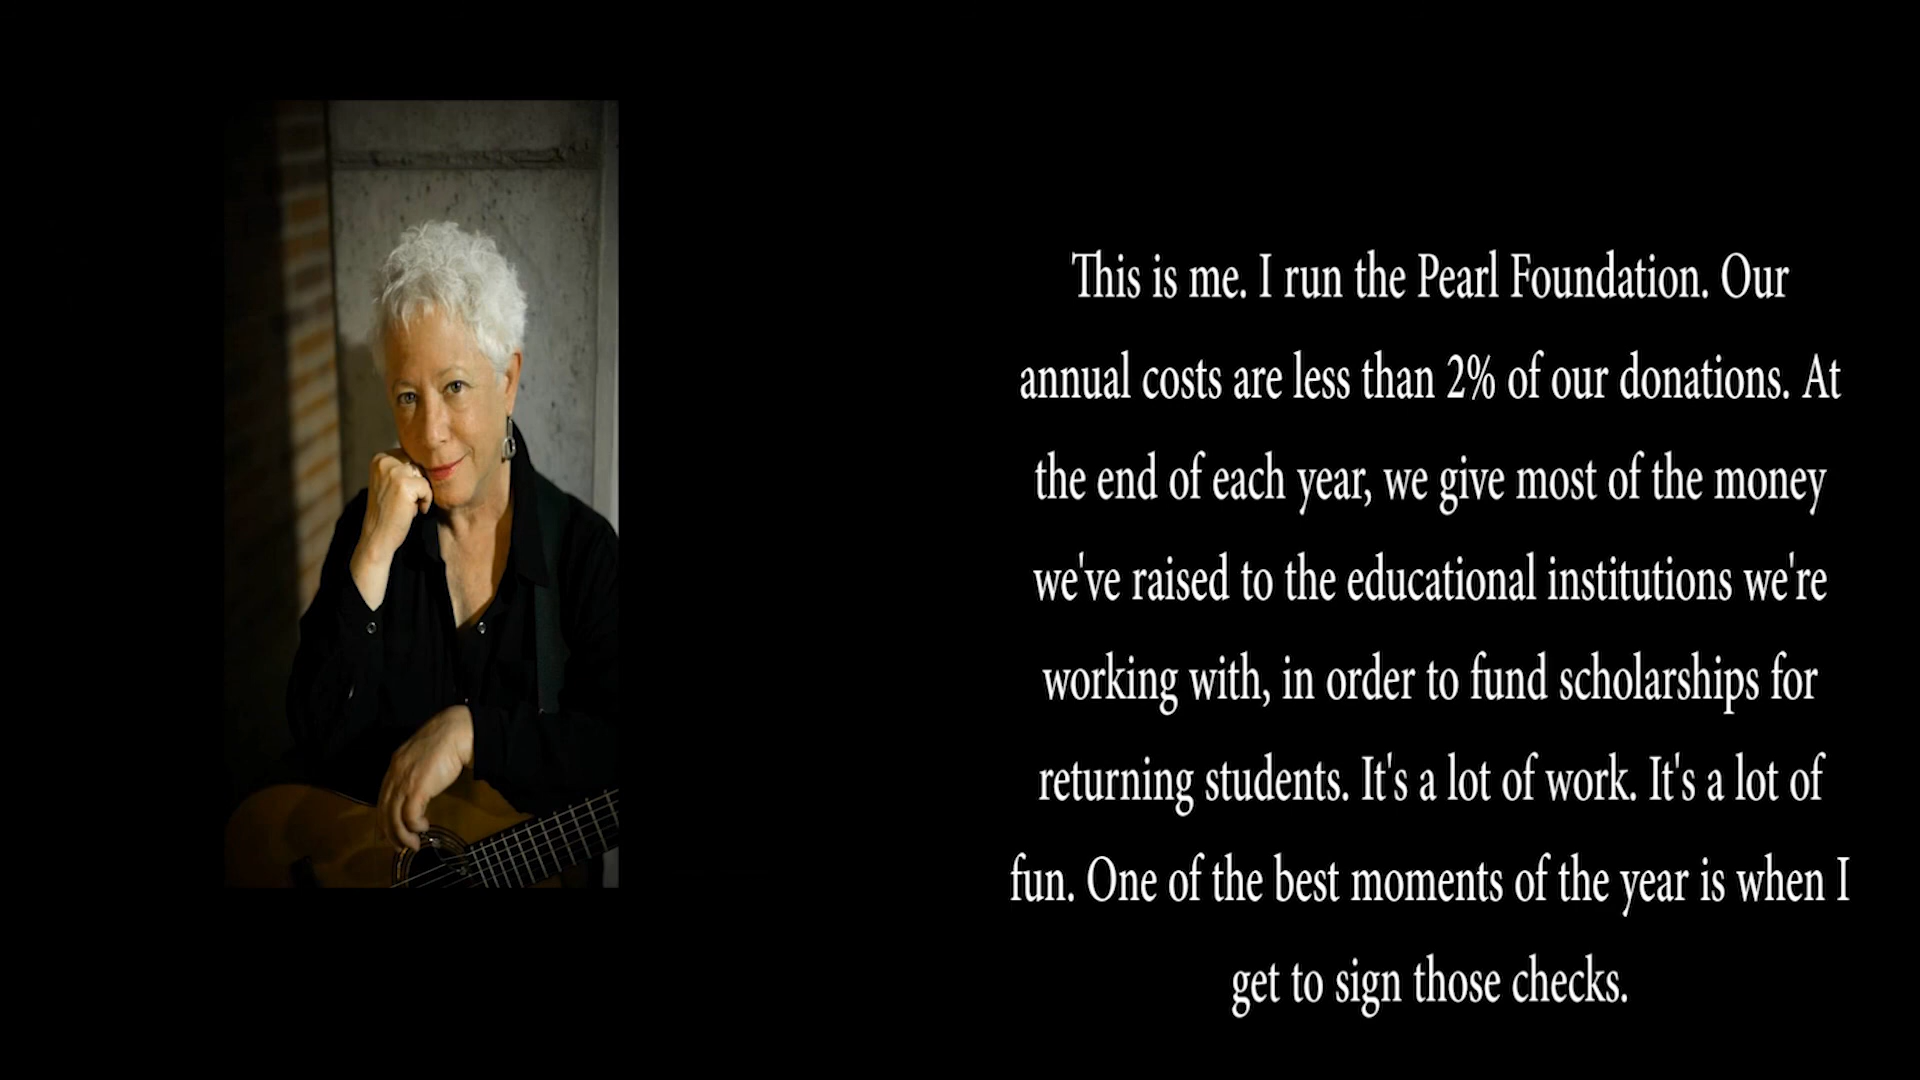 This is me. I run the Pearl Foundation. Our
annual costs are less than 2% of our donations. At
the end of each year, we give most of the money
we've raised to the educational institutions we're
working with, in order to fund scholarships for
returning students. It's a lot of work. It's a lot of
fun. One of the best moments of the year is when I
get to sign those checks.